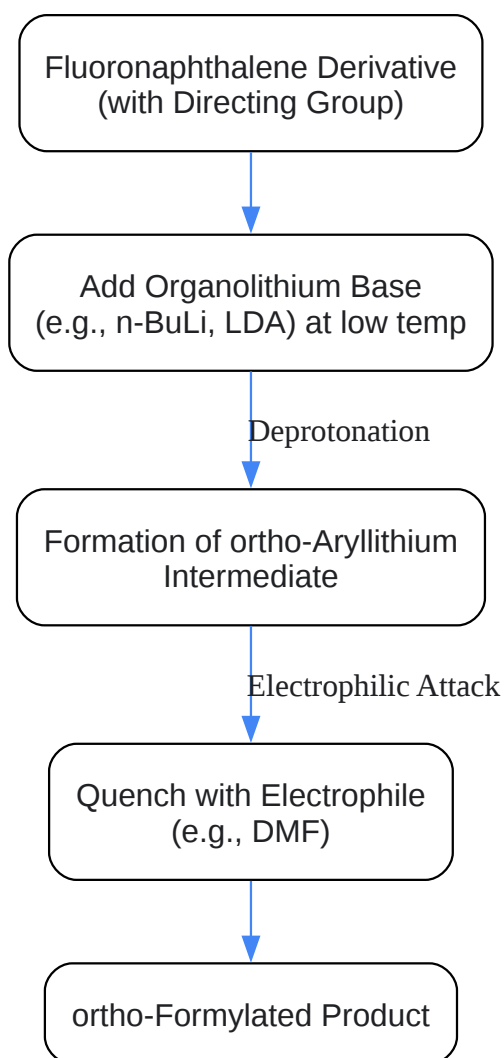 Fluoronaphthalene Derivative
(with Directing Group)
Add Organolithium Base
(e.g., n-BuLi, LDA) at low temp
Deprotonation
Formation of ortho-Aryllithium
Intermediate
Electrophilic Attack
Quench with Electrophile
(e.g., DMF)
ortho-Formylated Product